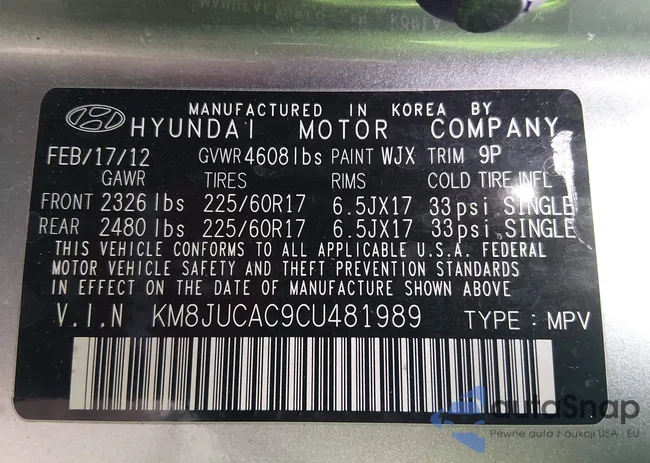 MANUFACTURED IN KOREA BY
HYUNDAI MOTOR COMPANY
FEB/17/12 GVWR 4608lbs PAINT WJX TRIM 9P
GAWR TIRES RIMS COLD TIRE INFL
FRONT 2326 lbs 225/60R17 6.5JX17 33psi SINGLE
REAR 2480 lbs 225/60R17 6.5JX17 33psi SINGLE
THIS VEHICLE CONFORMS TO ALL APPLICABLE U.S.A. FEDERAL
MOTOR VEHICLE SAFETY AND THEFT PREVENTION STANDARDS
IN EFFECT ON THE DATE OF MANUFACTURE SHOWN ABOVE
V.I.N KM8JUCAC9CU481989 TYPE : MPV
autoSnap
Pewne auta z aukcji USA i EU